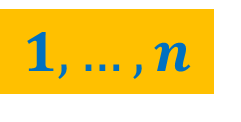 1, … , n